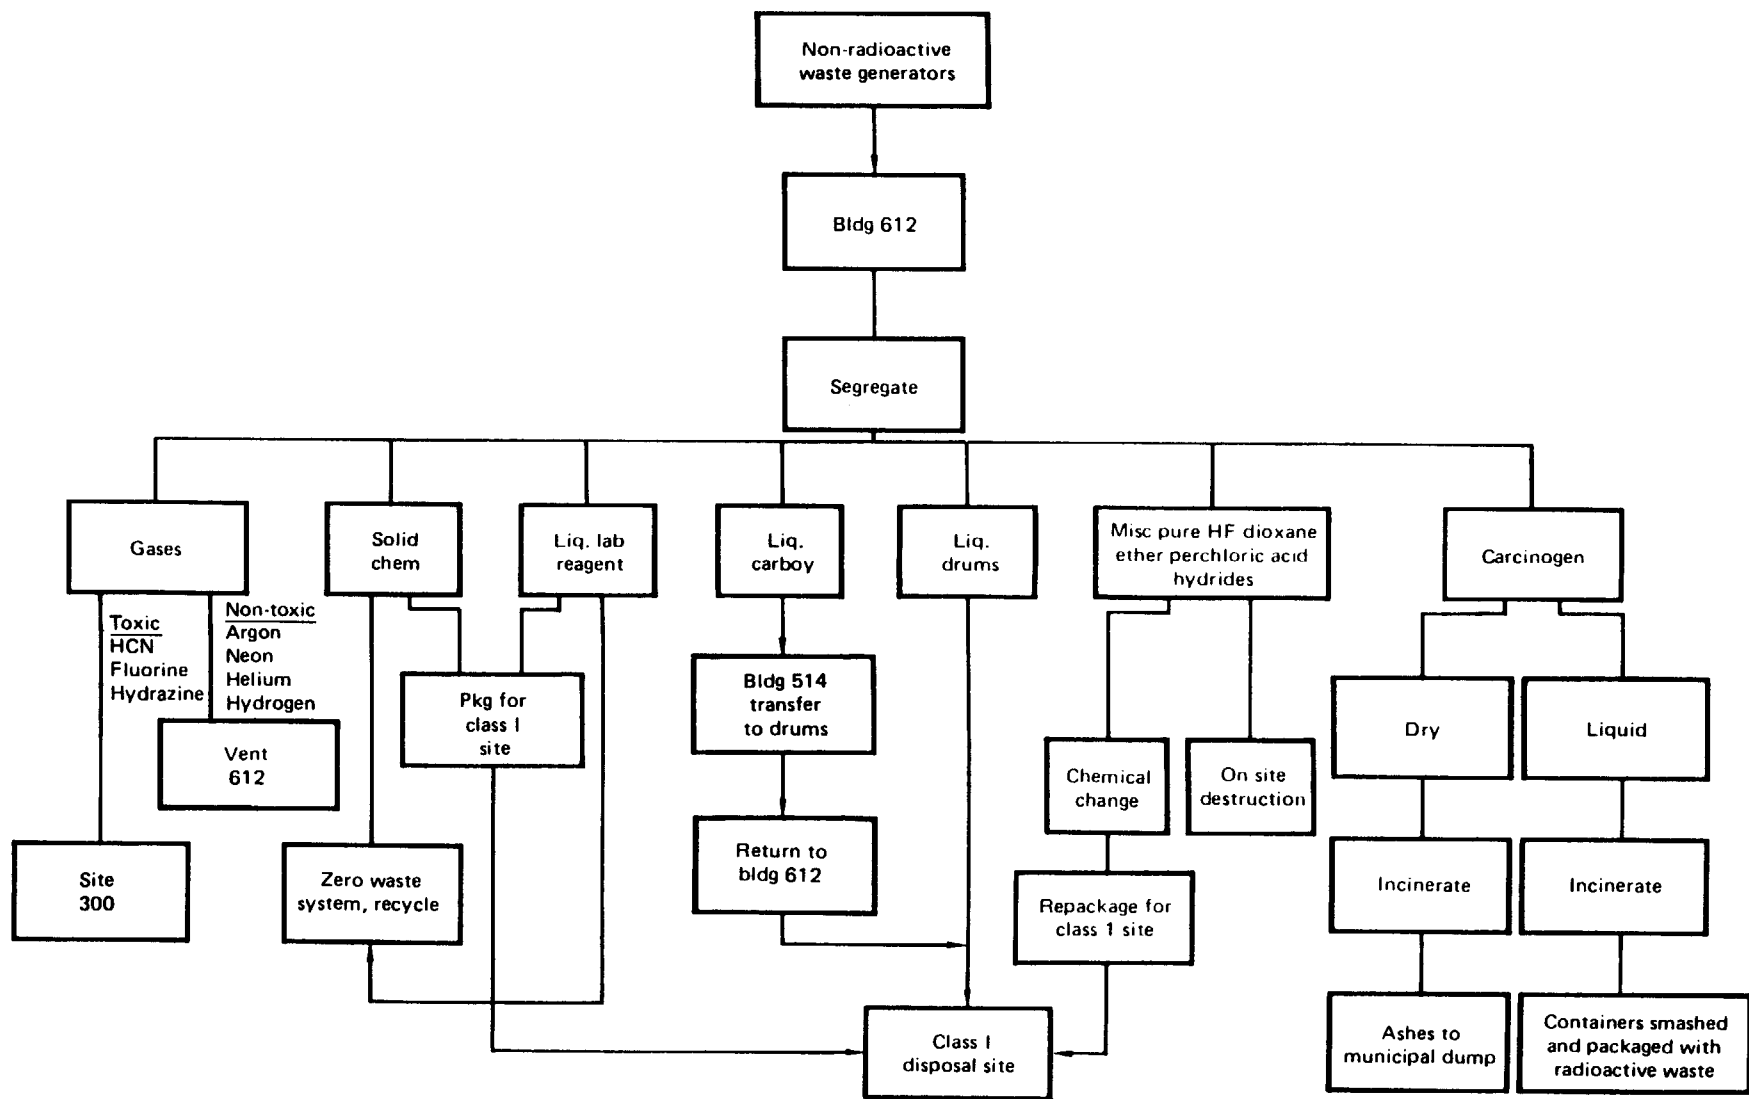 Non-radioactive
waste generators
Bldg 612
Segregate
Gases
Solid
chem
Liq. lab
reagent
Liq.
carboy
Liq.
drums
Misc pure HF dioxane
ether perchloric acid
hydrides
Carcinogen
Toxic
HCN
Fluorine
Hydrazine
Non-toxic
Argon
Neon
Helium
Hydrogen
Pkg for
class I
site
Bldg 514
transfer
to drums
Dry
Liquid
Vent
612
Chemical
change
On site
destruction
Site
300
Zero waste
system, recycle
Return to
bldg 612
Repackage for
class 1 site
Incinerate
Incinerate
Class I
disposal site
Ashes to
municipal dump
Containers smashed
and packaged with
radioactive waste